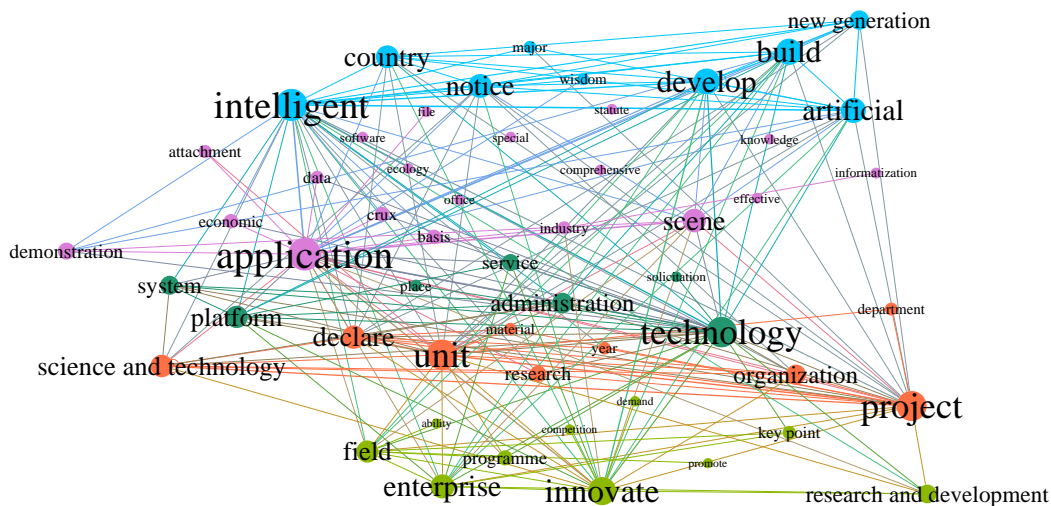 new generation
major
build
country
wisdom
develop
notice
intelligent
artificial
file
statute
software
special
knowledge
attachment
ecology
comprehensive
informatization
data
office
effective
economic
crux
basis
industry
scene
demonstration
application
service
solicitation
system
place
administration
platform
declare
material
technology
department
unit
year
science and technology
research
organization
project
demand
ability
competition
key point
field
programme
promote
enterprise
innovate
research and development